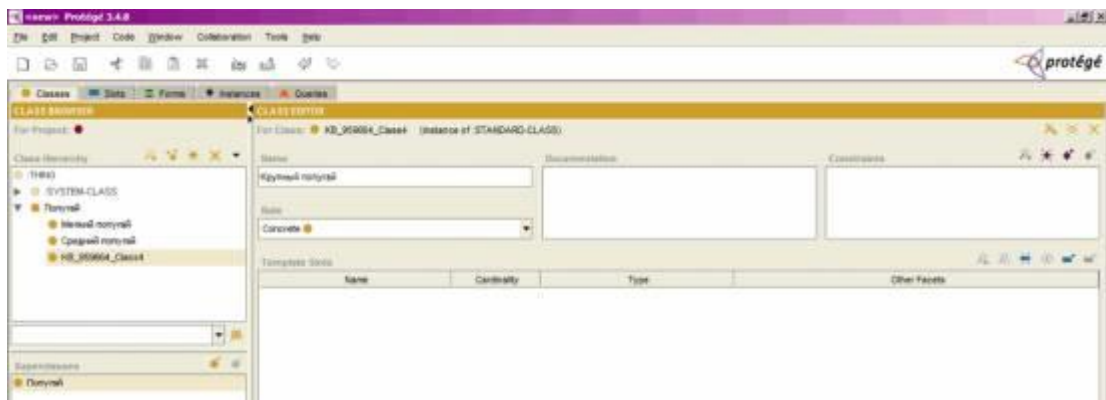 <new> Protégé 3.4.8
File Edit Project Code Window Collaboration Tools Help
protégé
Classes Slots Forms Instances Queries
CLASS BROWSER
CLASS EDITOR
For Project:
For Class: KB_959664_Class4 (instance of :STANDARD-CLASS)
Class Hierarchy
Name
Documentation
Constraints
:THING
Крупный попугай
:SYSTEM-CLASS
Попугай
Role
Мелкий попугай
Concrete
Средний попугай
KB_959664_Class4
Template Slots
Name Cardinality Type Other Facets
Superclasses
Попугай